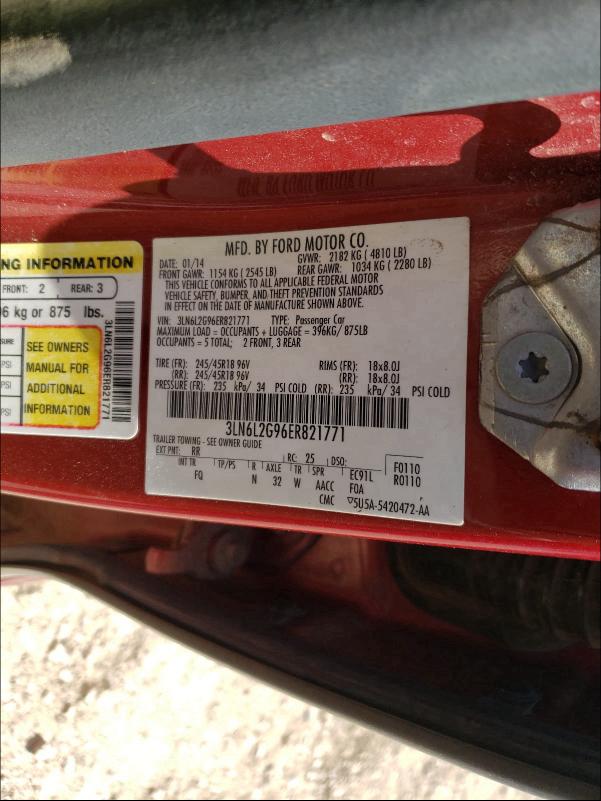 NG INFORMATION
FRONT: 2 REAR: 3
96 kg or 875 lbs.
SURE
PSI
PSI
PSI
SEE OWNERS
MANUAL FOR
ADDITIONAL
INFORMATION
3LN6L2G96ER821771
MFD. BY FORD MOTOR CO.
DATE: 01/14 GVWR: 2182 KG ( 4810 LB)
FRONT GAWR: 1154 KG ( 2545 LB) REAR GAWR: 1034 KG ( 2280 LB)
THIS VEHICLE CONFORMS TO ALL APPLICABLE FEDERAL MOTOR
VEHICLE SAFETY, BUMPER, AND THEFT PREVENTION STANDARDS
IN EFFECT ON THE DATE OF MANUFACTURE SHOWN ABOVE.
VIN: 3LN6L2G96ER821771 TYPE: Passenger Car
MAXIMUM LOAD = OCCUPANTS + LUGGAGE = 396KG/ 875LB
OCCUPANTS = 5 TOTAL; 2 FRONT, 3 REAR
TIRE (FR): 245/45R18 96V RIMS (FR): 18x8.0J
(RR): 245/45R18 96V (RR): 18x8.0J
PRESSURE (FR): 235 kPa/ 34 PSI COLD (RR): 235 kPa/ 34 PSI COLD
3LN6L2G96ER821771
TRAILER TOWING - SEE OWNER GUIDE
EXT PNT: RR RC: 25 DSO: F0110
R0110
INT TR TP/PS R AXLE TR SPR EC91L
FQ N 32 W AACC FOA
CMC 5U5A-5420472-AA